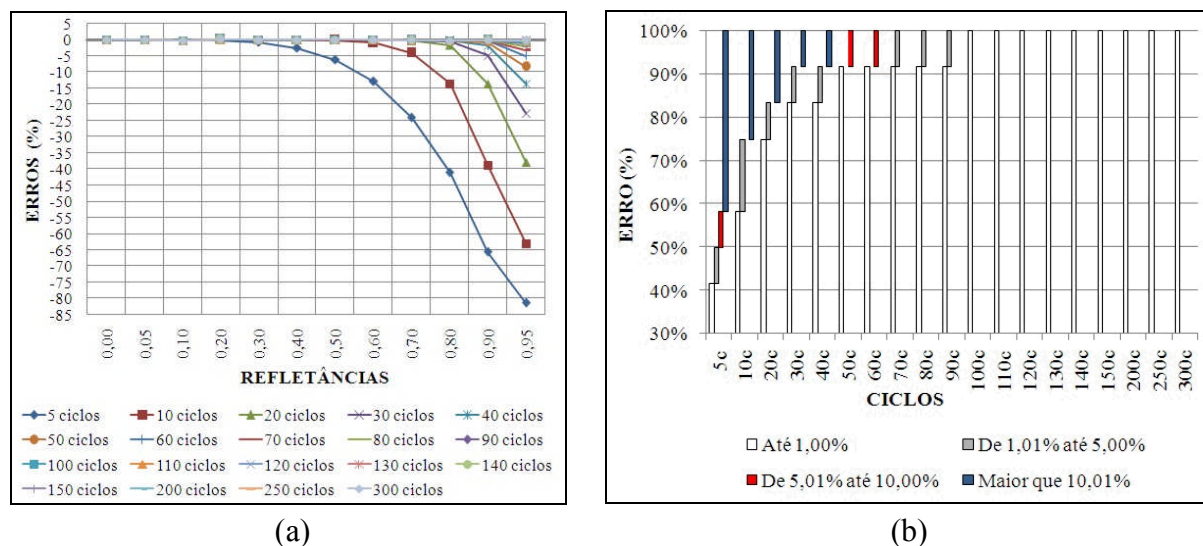 5
0
-5
-10
-15
-20
-25
-30
-35
-40
-45
-50
-55
-60
-65
-70
-75
-80
-85
ERROS (%)
0,00
0,05
0,10
0,20
0,30
0,40
0,50
0,60
0,70
0,80
0,90
0,95
REFLETÂNCIAS
5 ciclos 10 ciclos 20 ciclos 30 ciclos 40 ciclos
50 ciclos 60 ciclos 70 ciclos 80 ciclos 90 ciclos
100 ciclos 110 ciclos 120 ciclos 130 ciclos 140 ciclos
150 ciclos 200 ciclos 250 ciclos 300 ciclos
(a)
100%
90%
80%
70%
60%
50%
40%
30%
ERRO (%)
5c
10c
20c
30c
40c
50c
60c
70c
80c
90c
100c
110c
120c
130c
140c
150c
200c
250c
300c
CICLOS
Até 1,00% De 1,01% até 5,00%
De 5,01% até 10,00% Maior que 10,01%
(b)